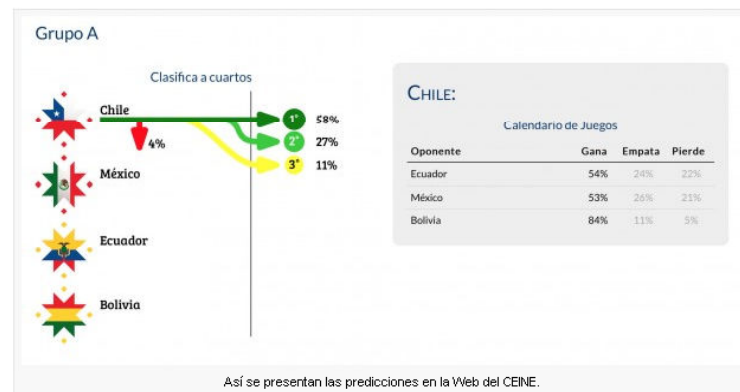 Grupo A
Clasifica a cuartos
Chile
1° 58%
4%
2° 27%
3° 11%
México
Ecuador
Bolivia
CHILE:
Calendario de Juegos
Oponente Gana Empata Pierde
Ecuador 54% 24% 22%
México 53% 26% 21%
Bolivia 84% 11% 5%
Así se presentan las predicciones en la Web del CEINE.